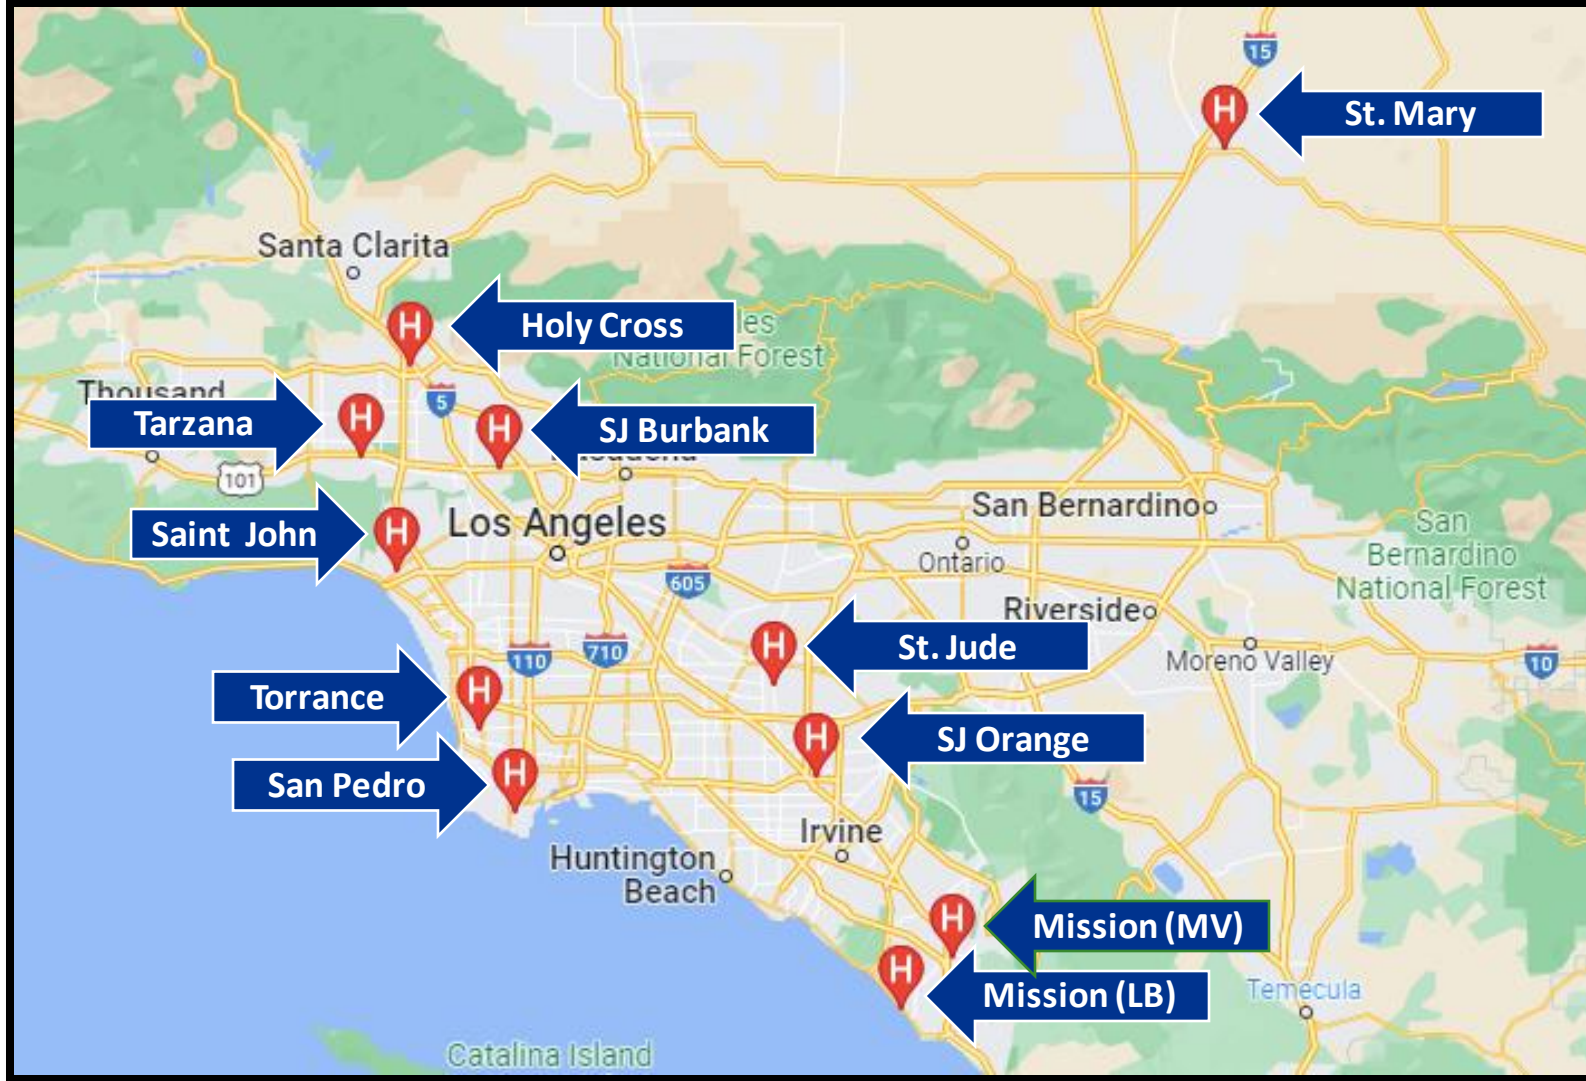 15
H
St. Mary
Santa Clarita
H
Holy Cross
les
National Forest
Thousand
5
H
Tarzana
H
SJ Burbank
101
San Bernardino
H
Saint John
Los Angeles
San
Bernardino
National Forest
Ontario
605
Riverside
H
St. Jude
110
710
Moreno Valley
10
H
Torrance
H
SJ Orange
H
San Pedro
15
Irvine
Huntington
Beach
H
Mission (MV)
H
Mission (LB)
Temecula
Catalina Island